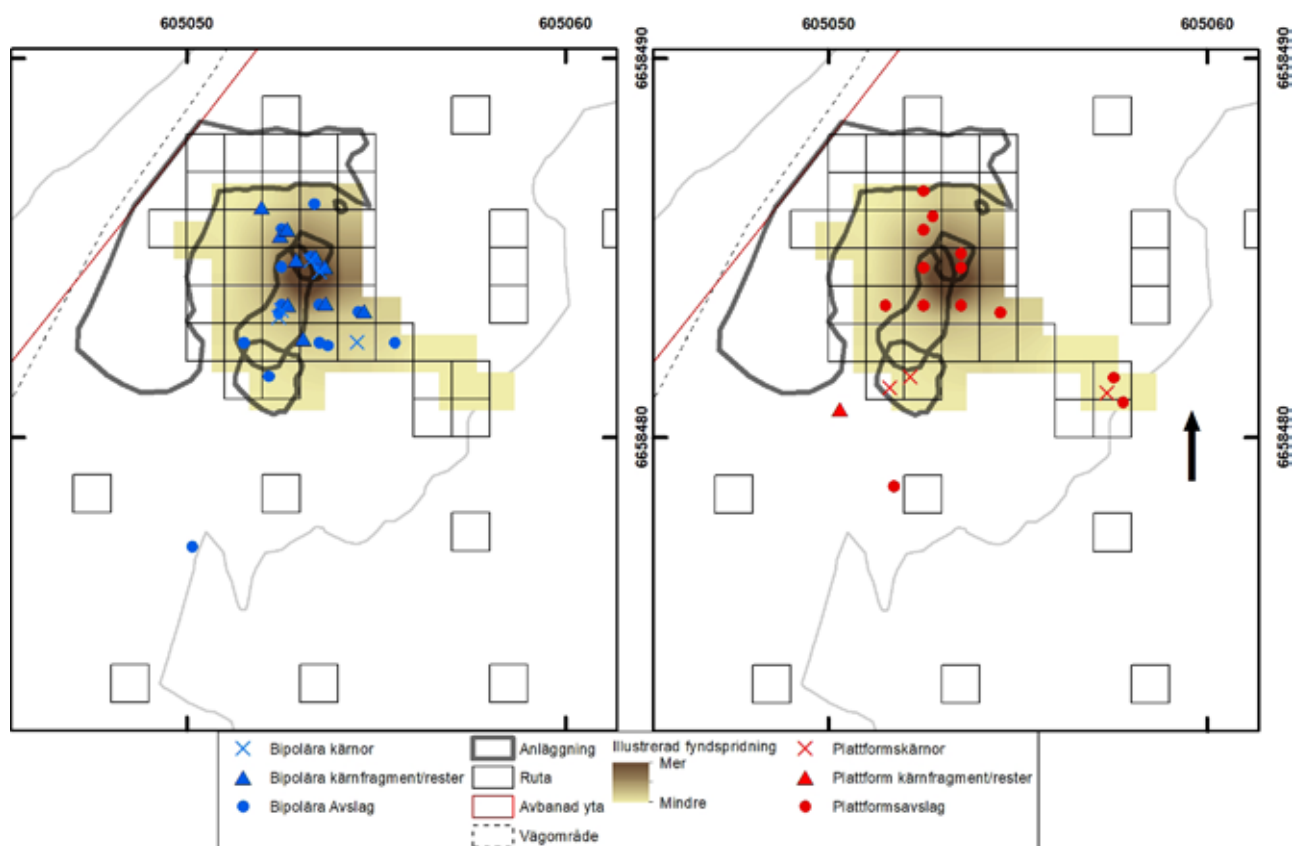 605050 605060 605050 605060
6658490 6658490
6658480 6658480
Bipolära kärnor
Bipolära kärnfragment/rester
Bipolära Avslag
Anläggning
Ruta
Avbanad yta
Vägområde
Illustrerad fyndspridning
Mer
Mindre
Plattformskärnor
Plattform kärnfragment/rester
Plattformsavslag